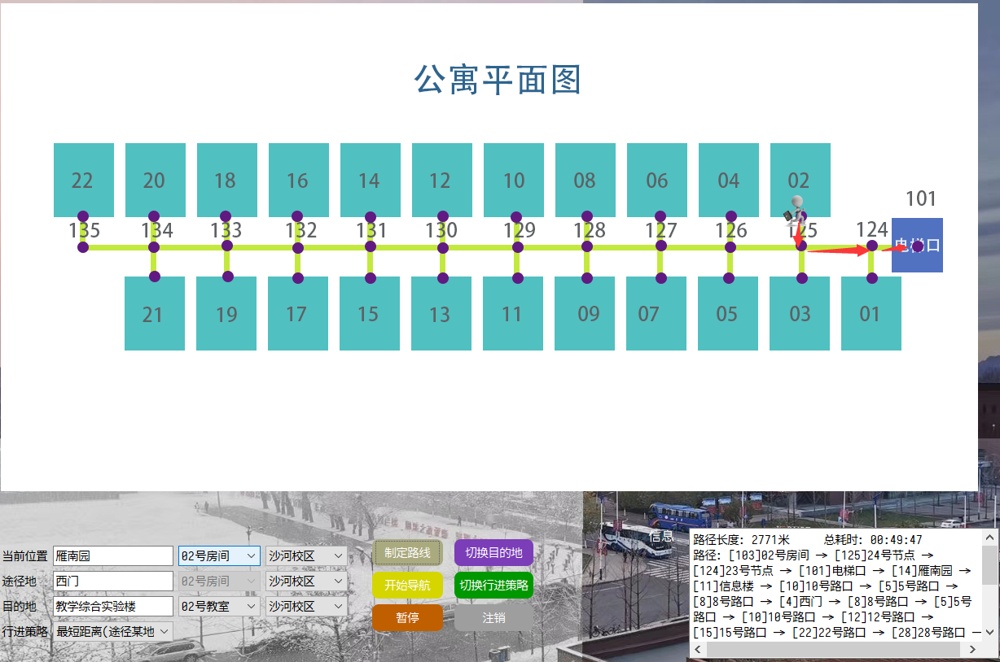 公寓平面图
22 20 18 16 14 12 10 08 06 04 02
101
135 134 133 132 131 130 129 128 127 126 125 124
电梯口
21 19 17 15 13 11 09 07 05 03 01
当前位置 雁南园 02号房间 沙河校区 制定路线 切换目的地
途径地 西门 02号房间 沙河校区 开始导航 切换行进策略
目的地 教学综合实验楼 02号教室 沙河校区 暂停 注销
行进策略 最短距离(途径某地
信息
路径长度: 2771米 总耗时: 00:49:47
路径: [103]02号房间 -> [125]24号节点 ->
[124]23号节点 -> [101]电梯口 -> [14]雁南园 ->
[11]信息楼 -> [10]10号路口 -> [5]5号路口 ->
[8]8号路口 -> [4]西门 -> [8]8号路口 -> [5]5号
路口 -> [10]10号路口 -> [12]12号路口 ->
[15]15号路口 -> [22]22号路口 -> [28]28号路口 —